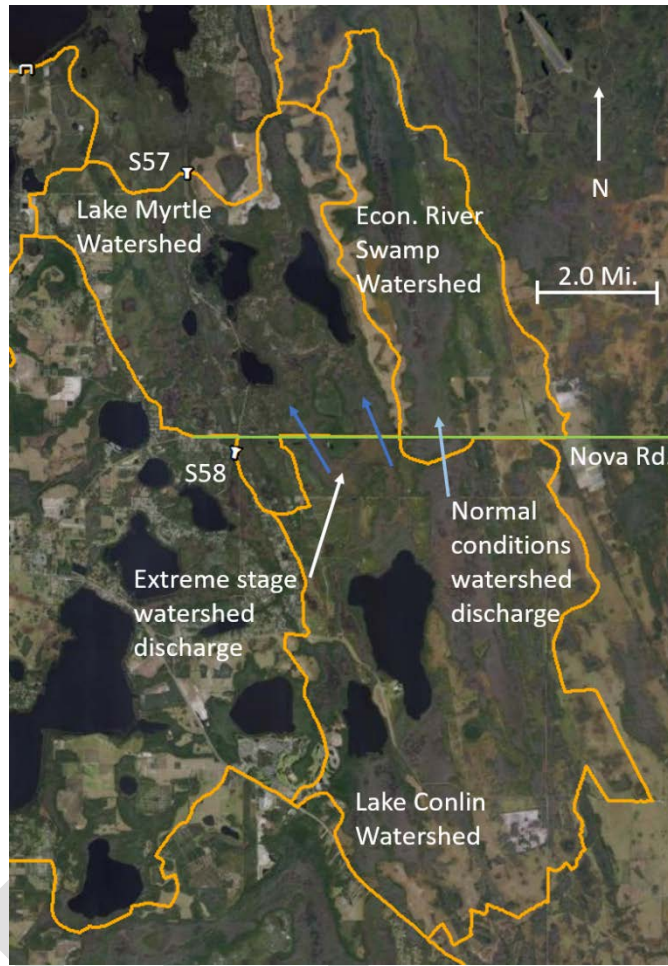 S57
Lake Myrtle
Watershed
Econ. River
Swamp
Watershed
N
2.0 Mi.
Nova Rd.
S58
Extreme stage
watershed
discharge
Normal
conditions
watershed
discharge
Lake Conlin
Watershed